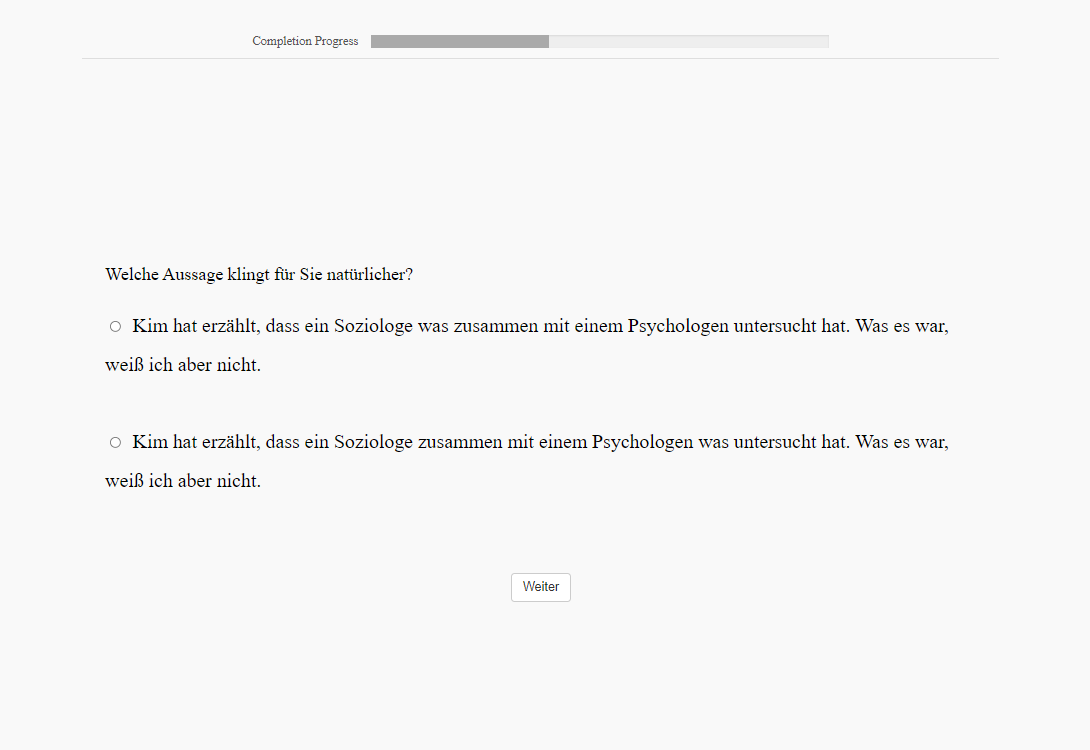 Completion Progress
Welche Aussage klingt für Sie natürlicher?
Kim hat erzählt, dass ein Soziologe was zusammen mit einem Psychologen untersucht hat. Was es war,
weiß ich aber nicht.
Kim hat erzählt, dass ein Soziologe zusammen mit einem Psychologen was untersucht hat. Was es war,
weiß ich aber nicht.
Weiter